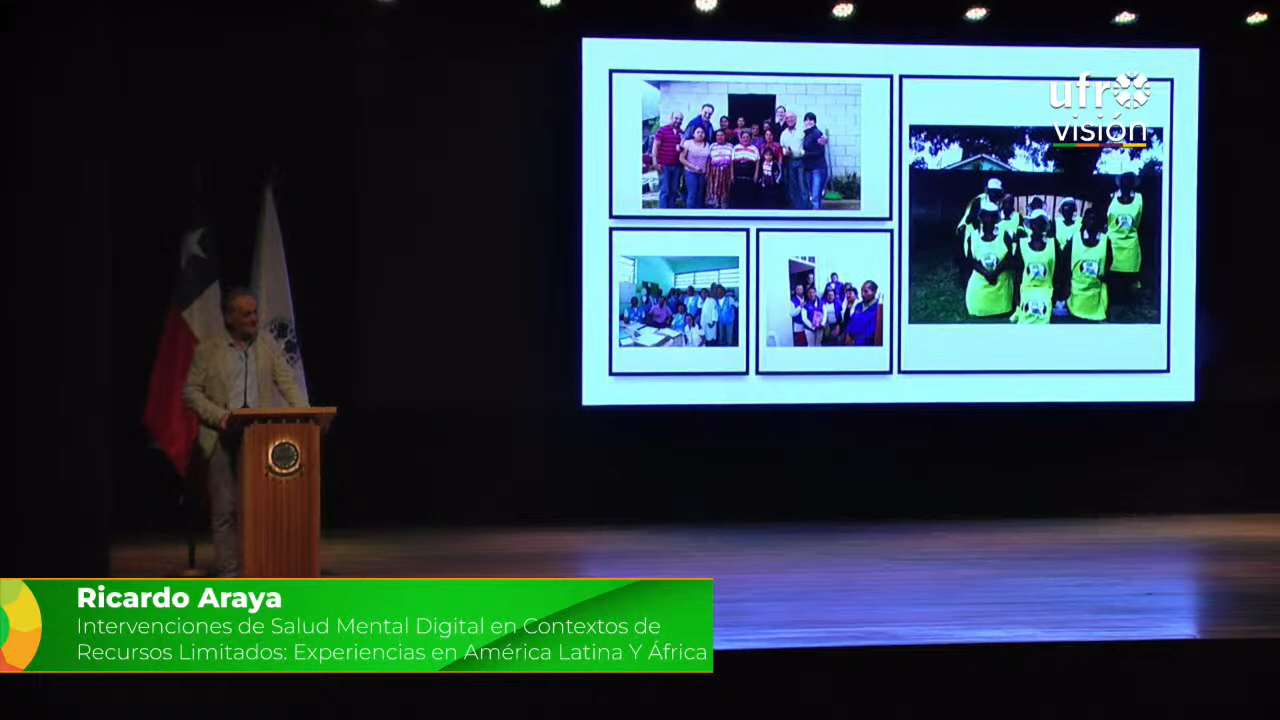 ufro
visión
Ricardo Araya
Intervenciones de Salud Mental Digital en Contextos de
Recursos Limitados: Experiencias en América Latina Y África